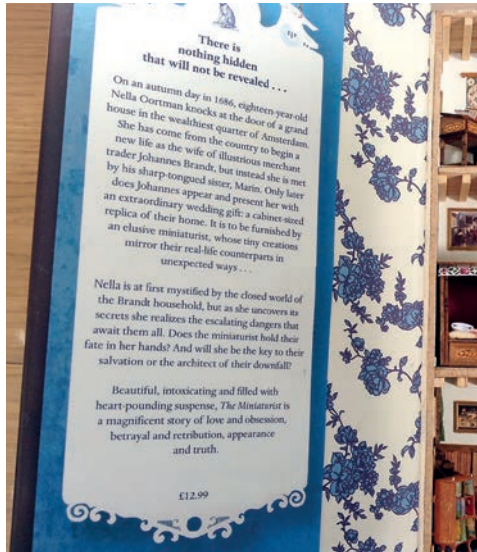 There is
nothing hidden
that will not be revealed . . .
On an autumn day in 1686, eighteen-year-old
Nella Oortman knocks at the door of a grand
house in the wealthiest quarter of Amsterdam.
She has come from the country to begin a
new life as the wife of illustrious merchant
trader Johannes Brandt, but instead she is met
by his sharp-tongued sister, Marin. Only later
does Johannes appear and present her with
an extraordinary wedding gift: a cabinet-sized
replica of their home. It is to be furnished by
an elusive miniaturist, whose tiny creations
mirror their real-life counterparts in
unexpected ways . . .
Nella is at first mystified by the closed world of
the Brandt household, but as she uncovers its
secrets she realizes the escalating dangers that
await them all. Does the miniaturist hold their
fate in her hands? And will she be the key to their
salvation or the architect of their downfall?
Beautiful, intoxicating and filled with
heart-pounding suspense, The Miniaturist is
a magnificent story of love and obsession,
betrayal and retribution, appearance
and truth.
£12.99